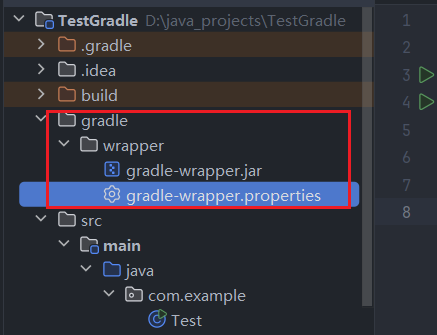 TestGradle D:\java_projects\TestGradle
.gradle
.idea
build
gradle
wrapper
gradle-wrapper.jar
gradle-wrapper.properties
src
main
java
com.example
Test
1
2
3
4
5
6
7
8